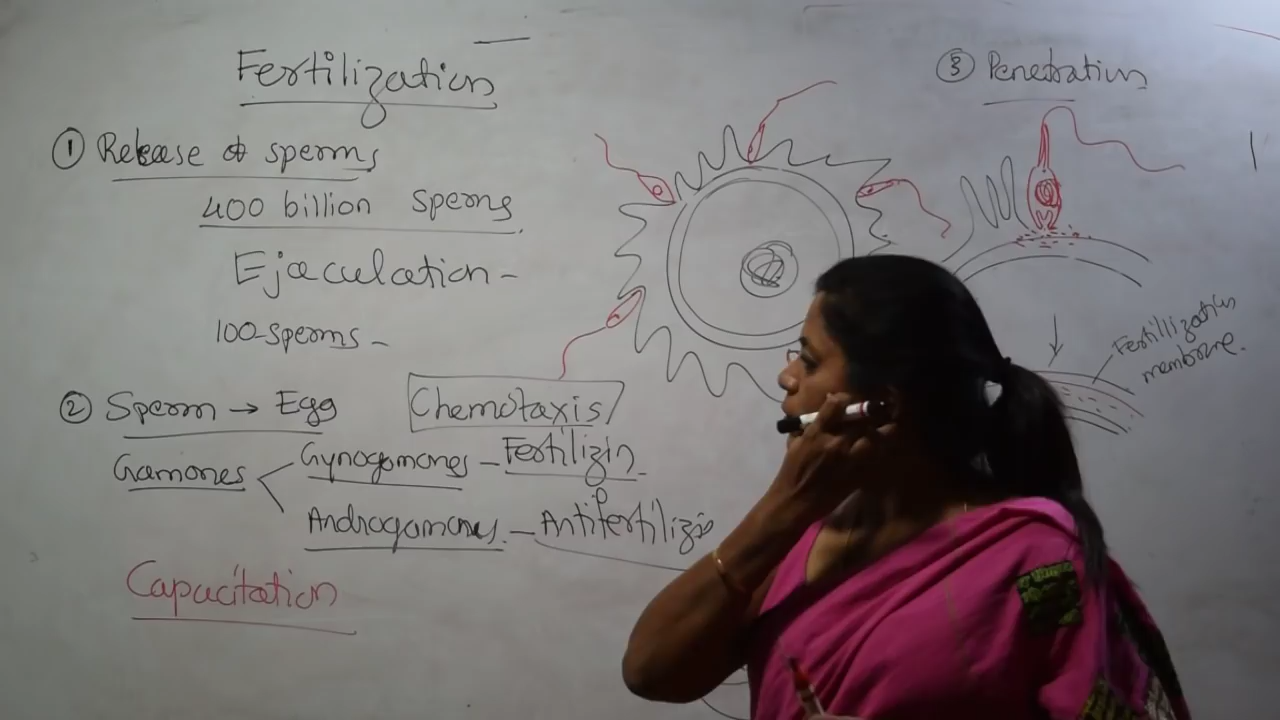 Fertilization
① Release of sperms
400 billion sperms
Ejaculation -
100-sperms -
② Sperm → Egg
Chemotaxis
Gamones
Gynogamones - Fertilizin
Androgamones. - Antifertilizin
Capacitation
③ Penetration
Fertillization
membrane.